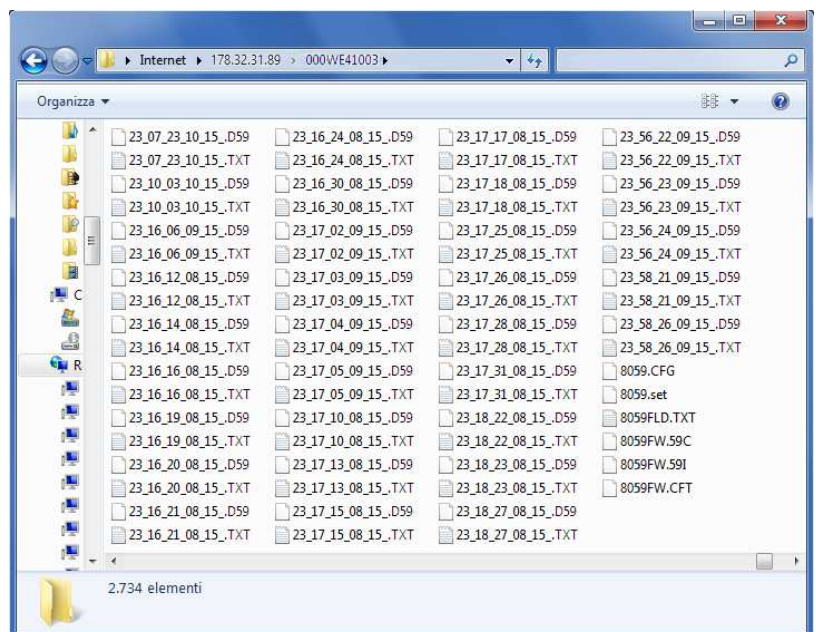 Internet 178.32.31.89 000WE41003
Organizza
C
R
23_07_23_10_15_.D59
23_07_23_10_15_.TXT
23_10_03_10_15_.D59
23_10_03_10_15_.TXT
23_16_06_09_15_.D59
23_16_06_09_15_.TXT
23_16_12_08_15_.D59
23_16_12_08_15_.TXT
23_16_14_08_15_.D59
23_16_14_08_15_.TXT
23_16_16_08_15_.D59
23_16_16_08_15_.TXT
23_16_19_08_15_.D59
23_16_19_08_15_.TXT
23_16_20_08_15_.D59
23_16_20_08_15_.TXT
23_16_21_08_15_.D59
23_16_21_08_15_.TXT
23_16_24_08_15_.D59
23_16_24_08_15_.TXT
23_16_30_08_15_.D59
23_16_30_08_15_.TXT
23_17_02_09_15_.D59
23_17_02_09_15_.TXT
23_17_03_09_15_.D59
23_17_03_09_15_.TXT
23_17_04_09_15_.D59
23_17_04_09_15_.TXT
23_17_05_09_15_.D59
23_17_05_09_15_.TXT
23_17_10_08_15_.D59
23_17_10_08_15_.TXT
23_17_13_08_15_.D59
23_17_13_08_15_.TXT
23_17_15_08_15_.D59
23_17_15_08_15_.TXT
23_17_17_08_15_.D59
23_17_17_08_15_.TXT
23_17_18_08_15_.D59
23_17_18_08_15_.TXT
23_17_25_08_15_.D59
23_17_25_08_15_.TXT
23_17_26_08_15_.D59
23_17_26_08_15_.TXT
23_17_28_08_15_.D59
23_17_28_08_15_.TXT
23_17_31_08_15_.D59
23_17_31_08_15_.TXT
23_18_22_08_15_.D59
23_18_22_08_15_.TXT
23_18_23_08_15_.D59
23_18_23_08_15_.TXT
23_18_27_08_15_.D59
23_18_27_08_15_.TXT
23_56_22_09_15_.D59
23_56_22_09_15_.TXT
23_56_23_09_15_.D59
23_56_23_09_15_.TXT
23_56_24_09_15_.D59
23_56_24_09_15_.TXT
23_58_21_09_15_.D59
23_58_21_09_15_.TXT
23_58_26_09_15_.D59
23_58_26_09_15_.TXT
8059.CFG
8059.set
8059FLD.TXT
8059FW.59C
8059FW.59I
8059FW.CFT
2.734 elementi